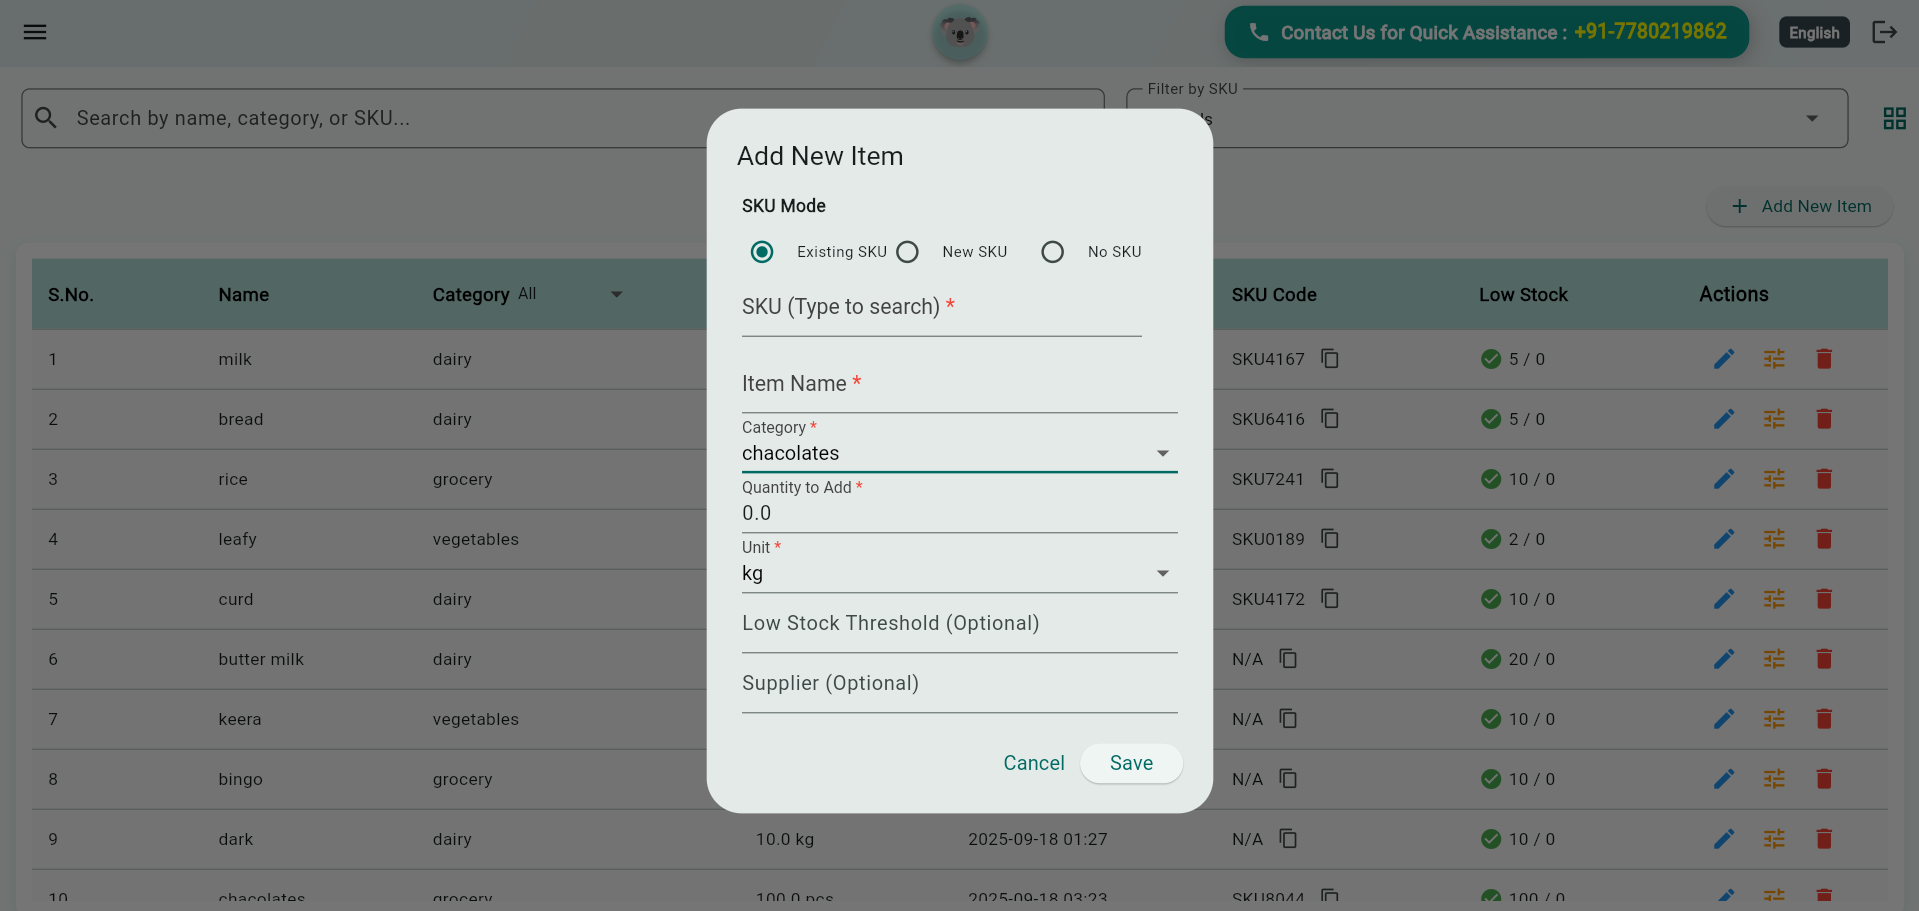 Contact Us for Quick Assistance : +91-7780219862
English
Search by name, category, or SKU...
Filter by SKU
Add New Item
S.No. Name Category All SKU Code Low Stock Actions
1 milk dairy SKU4167 5 / 0
2 bread dairy SKU6416 5 / 0
3 rice grocery SKU7241 10 / 0
4 leafy vegetables SKU0189 2 / 0
5 curd dairy SKU4172 10 / 0
6 butter milk dairy N/A 20 / 0
7 keera vegetables N/A 10 / 0
8 bingo grocery N/A 10 / 0
9 dark dairy 10.0 kg 2025-09-18 01:27 N/A 10 / 0
10 chacolates grocery 100.0 pcs 2025-09-18 03:23 SKU8044 100 / 0
Add New Item
SKU Mode
Existing SKU New SKU No SKU
SKU (Type to search) *
Item Name *
Category *
chacolates
Quantity to Add *
0.0
Unit *
kg
Low Stock Threshold (Optional)
Supplier (Optional)
Cancel Save